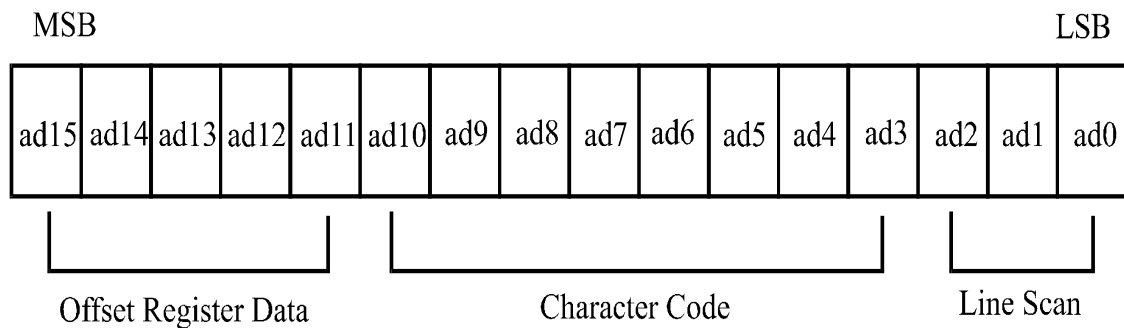 MSB LSB
ad15 ad14 ad13 ad12 ad11 ad10 ad9 ad8 ad7 ad6 ad5 ad4 ad3 ad2 ad1 ad0
Offset Register Data Character Code Line Scan